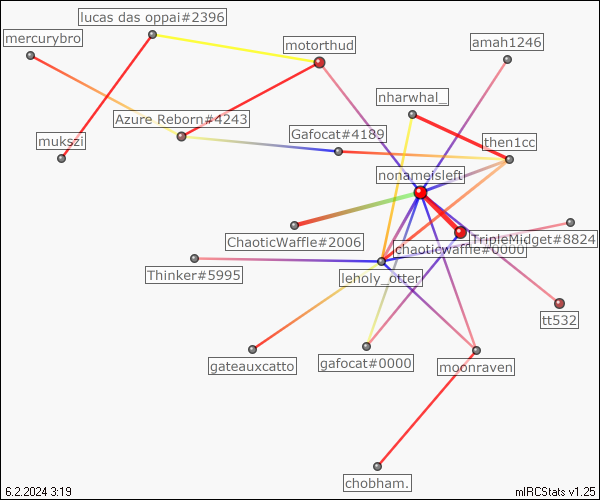 lucas das oppai#2396
mercurybro
motorthud
amah1246
nharwhal_
Azure Reborn#4243
Gafocat#4189
mukszi
then1cc
nonameisleft
ChaoticWaffle#2006
chaoticwaffle#0000
TripleMidget#8824
Thinker#5995
leholy_otter
tt532
gateauxcatto
gafocat#0000
moonraven
chobham.
6.2.2024 3:19
mIRCStats v1.25